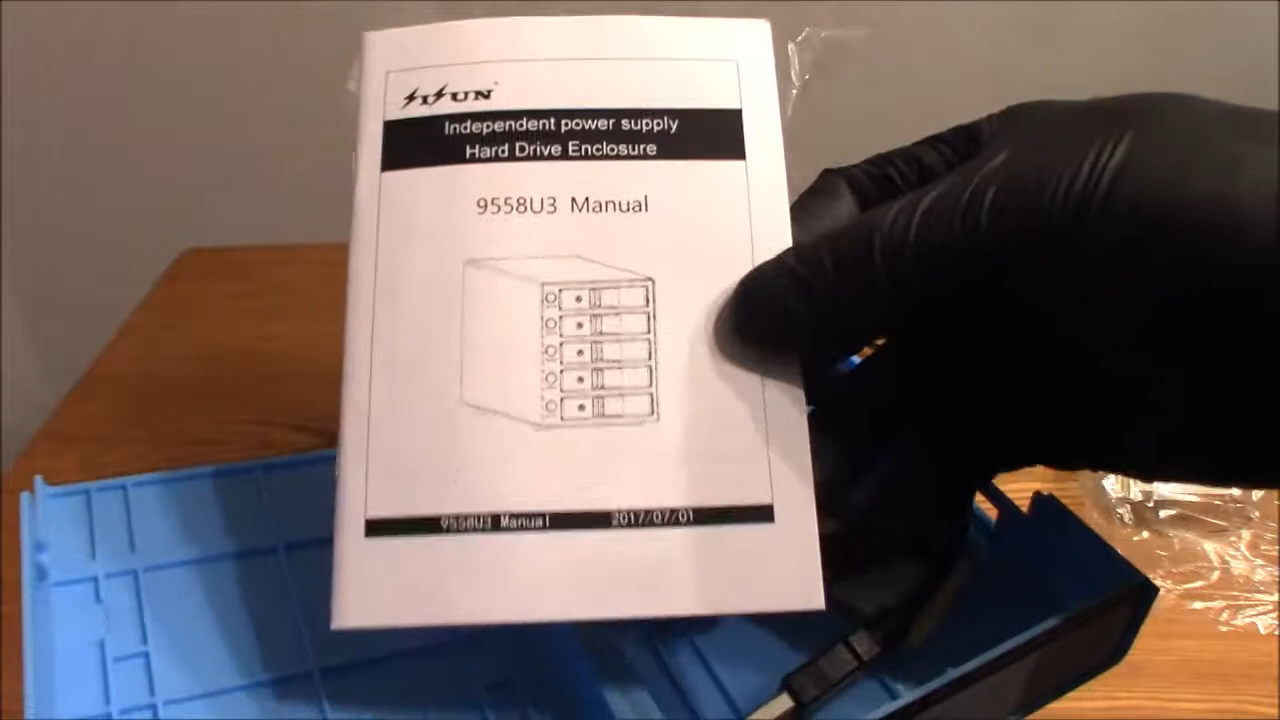 SISUN
Independent power supply
Hard Drive Enclosure
9558U3 Manual
9558U3 Manual 2017/07/01